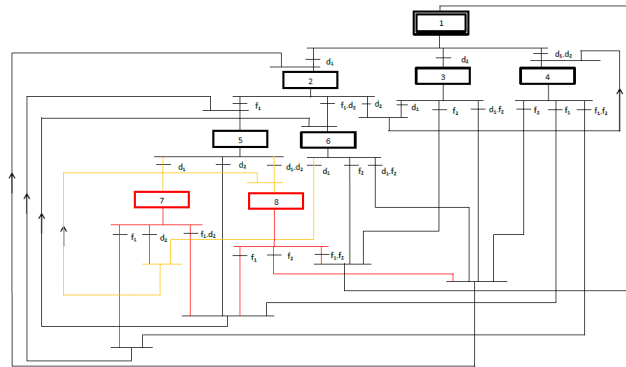 1
d₁ d₂ d₁.d₂
2 3 4
f₁ f₁.d₂ d₂ d₁ f₂ d₁.f₂ f₂ f₁ f₁.f₂
5 6
d₁ d₂ d₁.d₂ d₁ f₂ d₁.f₂
7 8
f₁ d₂ f₁.d₂ f₁ f₂ f₁.f₂